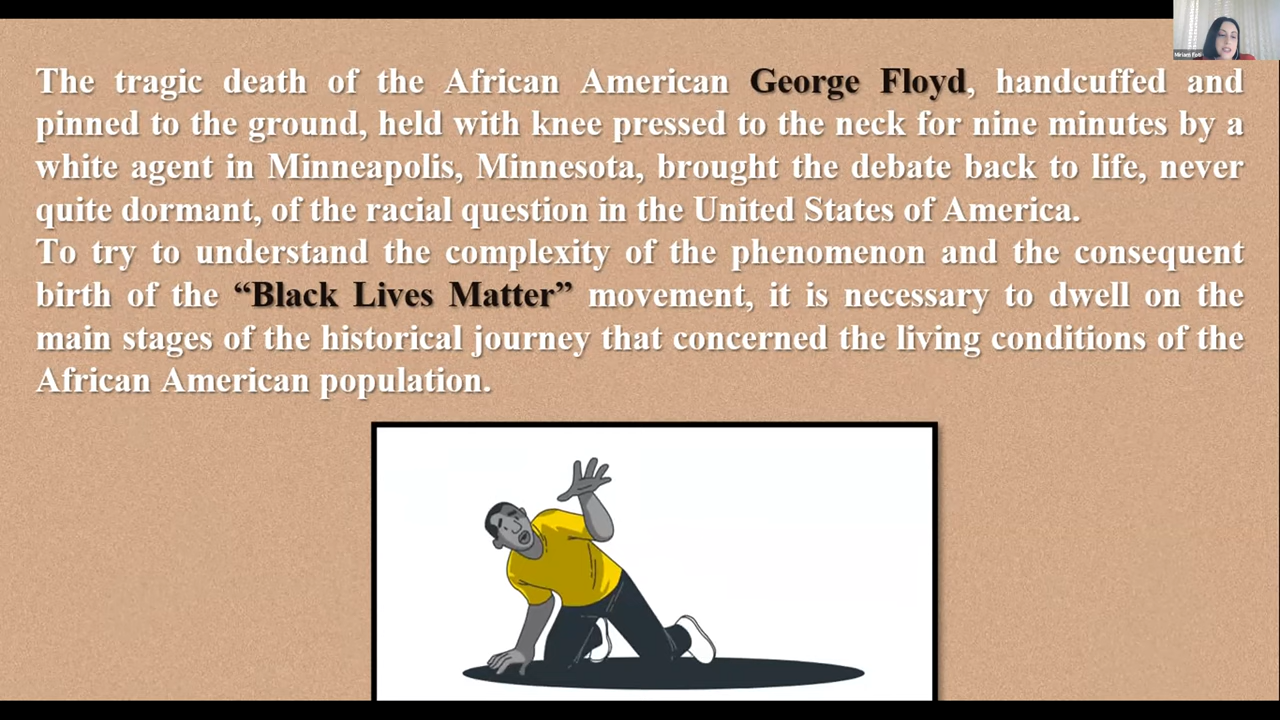 The tragic death of the African American George Floyd, handcuffed and
pinned to the ground, held with knee pressed to the neck for nine minutes by a
white agent in Minneapolis, Minnesota, brought the debate back to life, never
quite dormant, of the racial question in the United States of America.
To try to understand the complexity of the phenomenon and the consequent
birth of the “Black Lives Matter” movement, it is necessary to dwell on the
main stages of the historical journey that concerned the living conditions of the
African American population.
Miriam